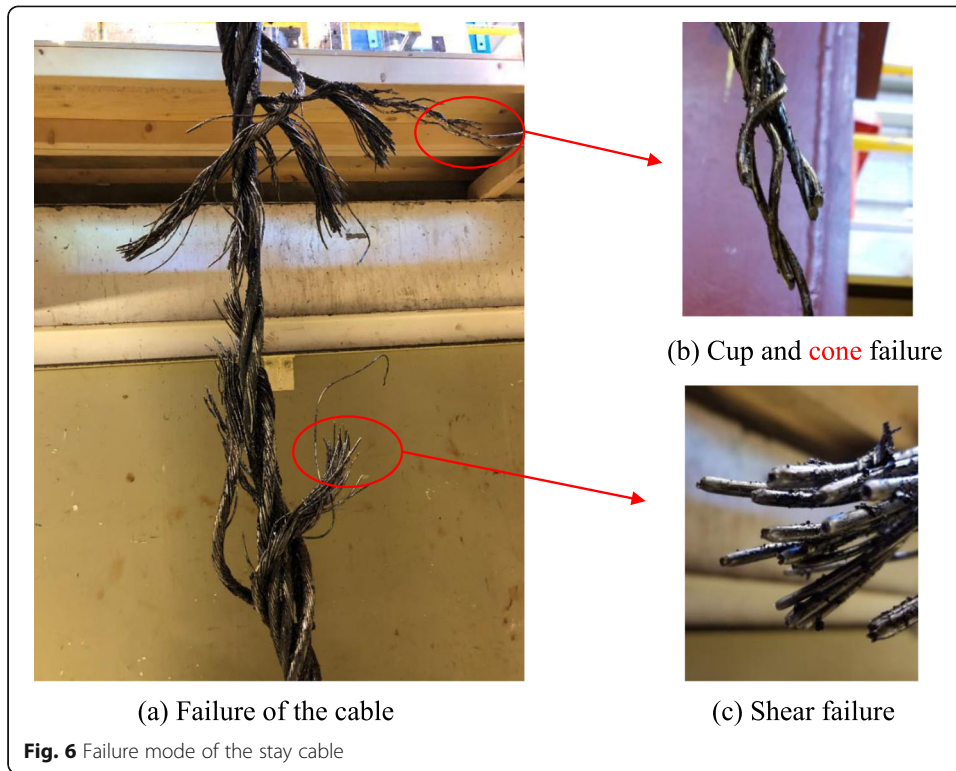 (b) Cup and cone failure
(a) Failure of the cable
(c) Shear failure
Fig. 6 Failure mode of the stay cable